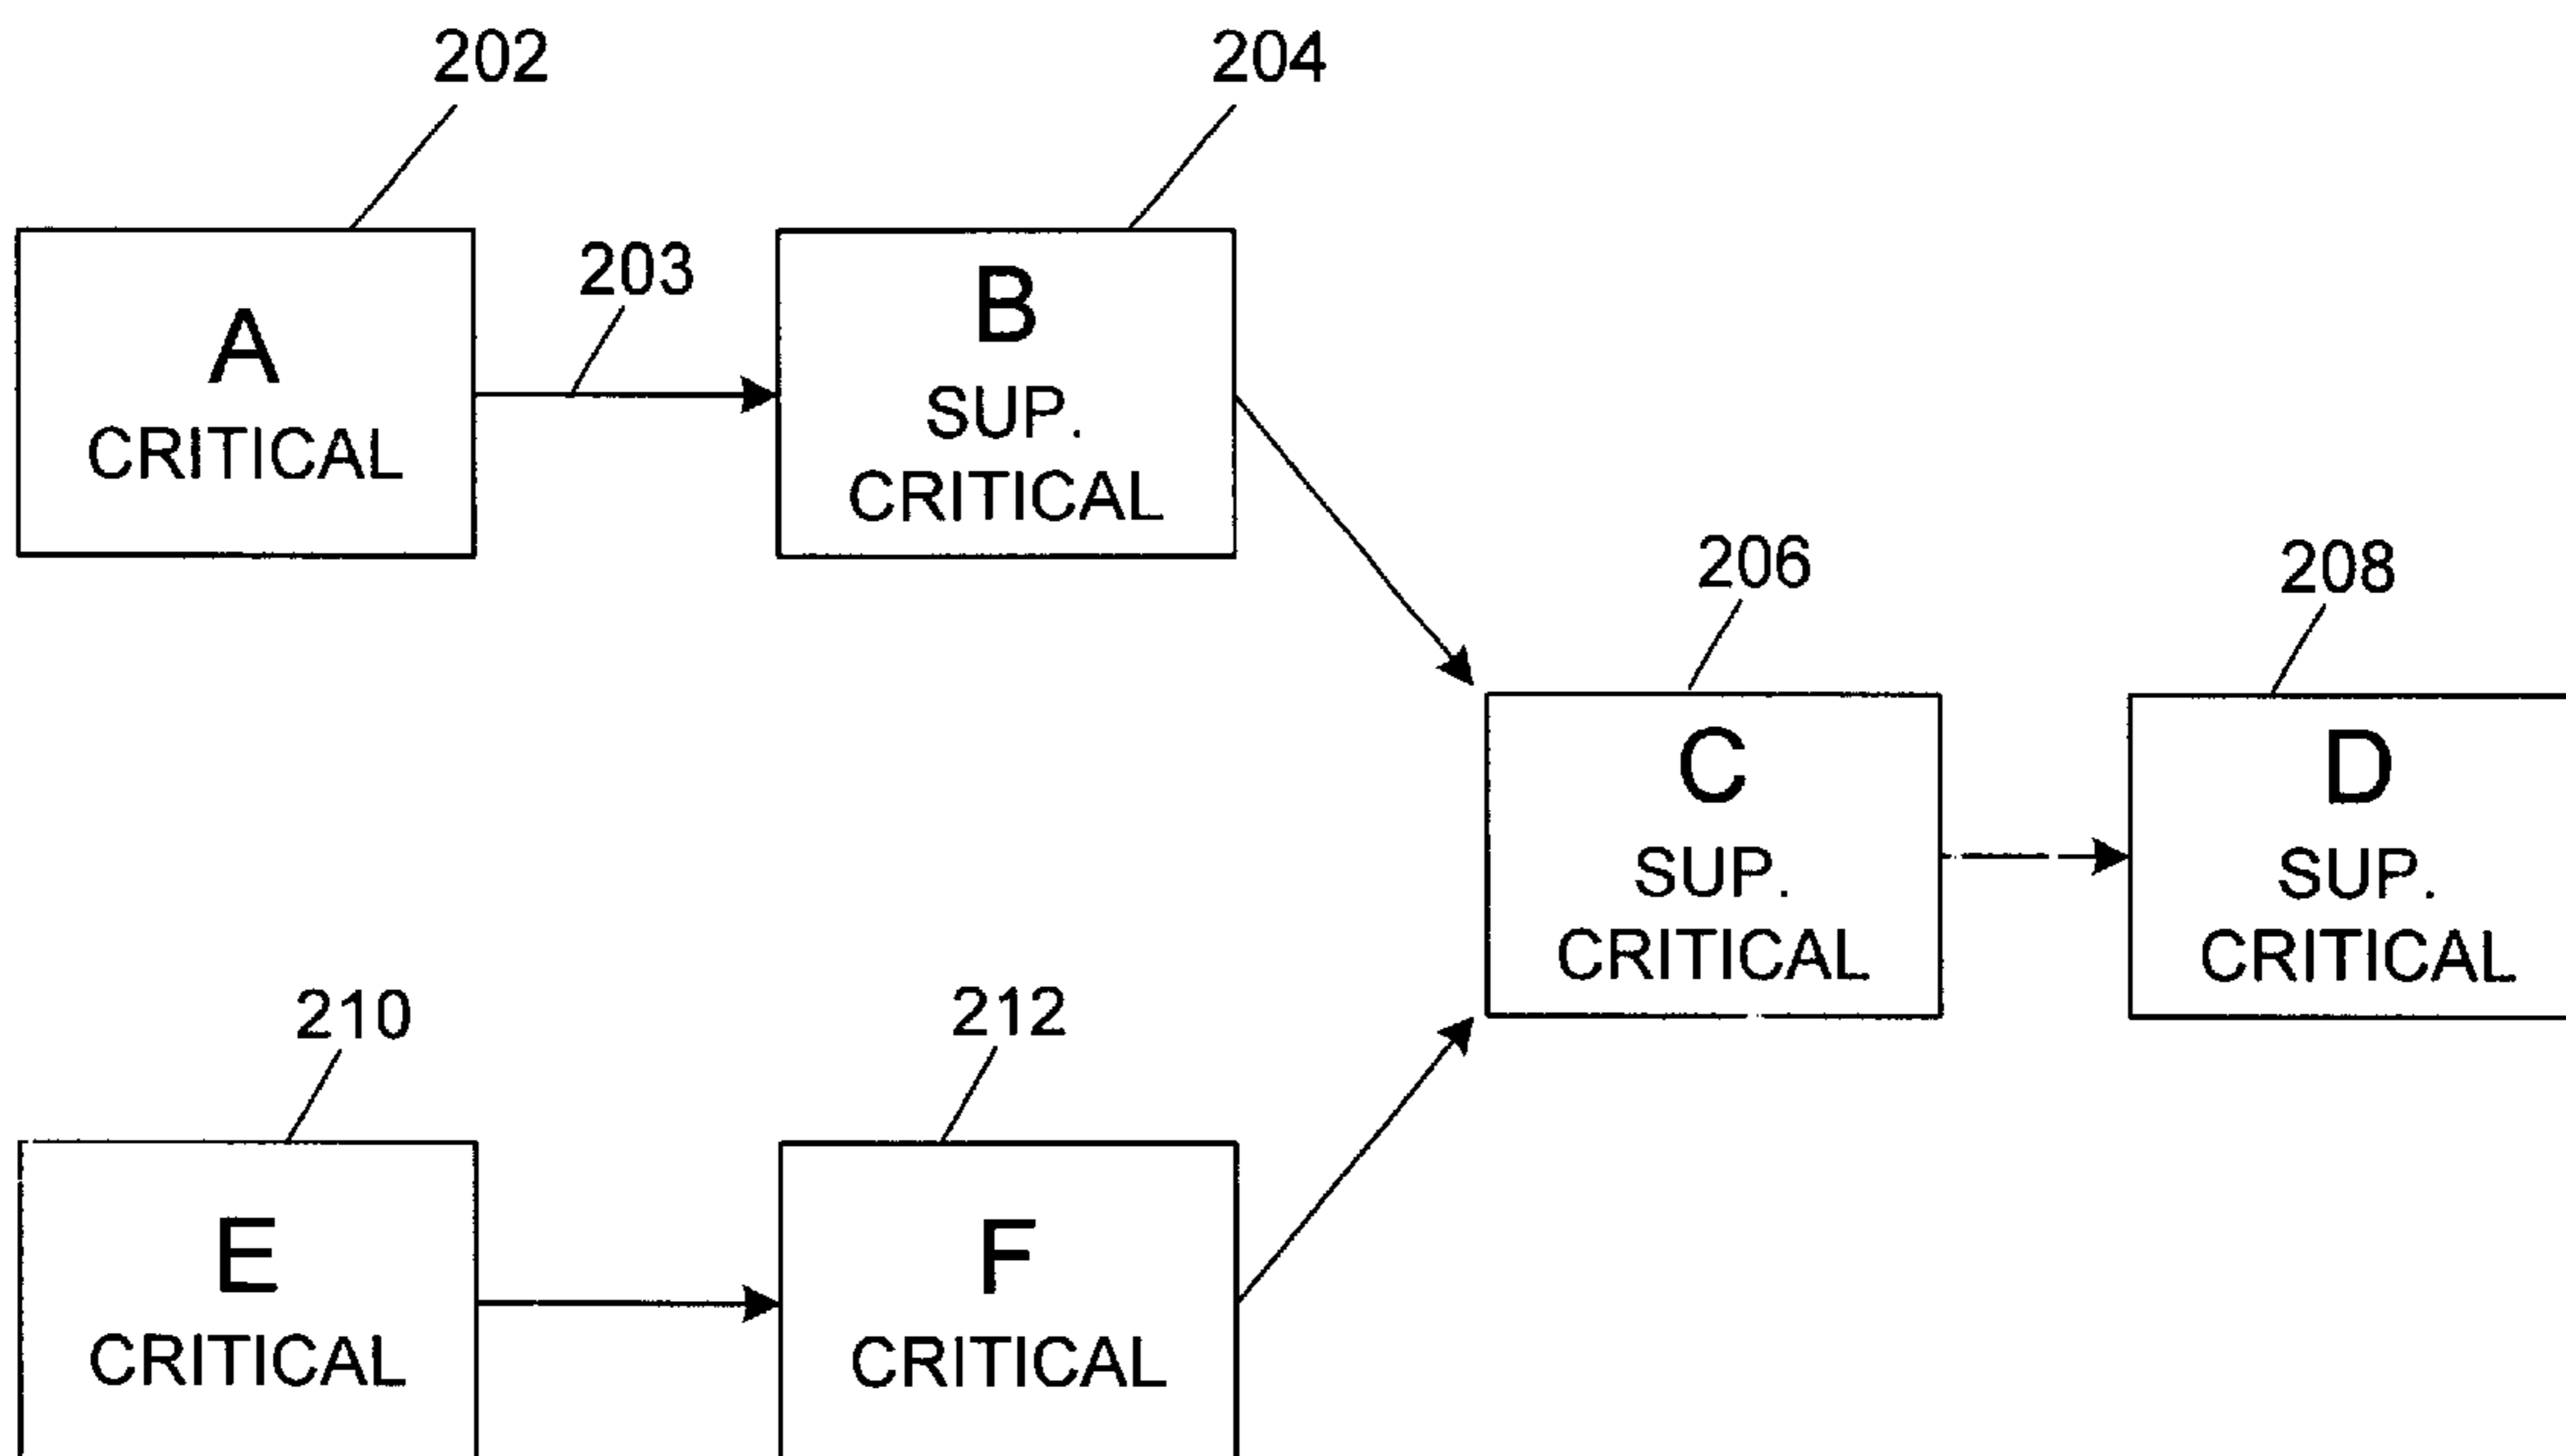 202
204
203
A
CRITICAL
B
SUP.
CRITICAL
206
208
C
SUP.
CRITICAL
D
SUP.
CRITICAL
210
212
E
CRITICAL
F
CRITICAL